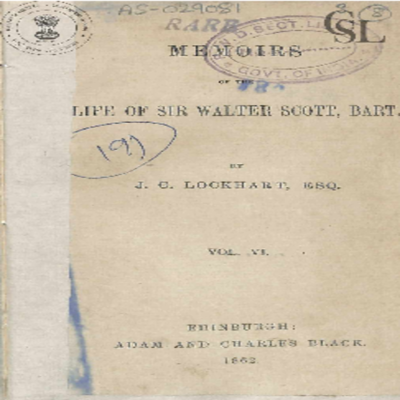 AS-029081
RARE
CSL
MEMOIRS
OF THE
LIFE OF SIR WALTER SCOTT, BART.
191
BY
J. G. LOCKHART, ESQ.
VOL. VI.
EDINBURGH:
ADAM AND CHARLES BLACK.
1862